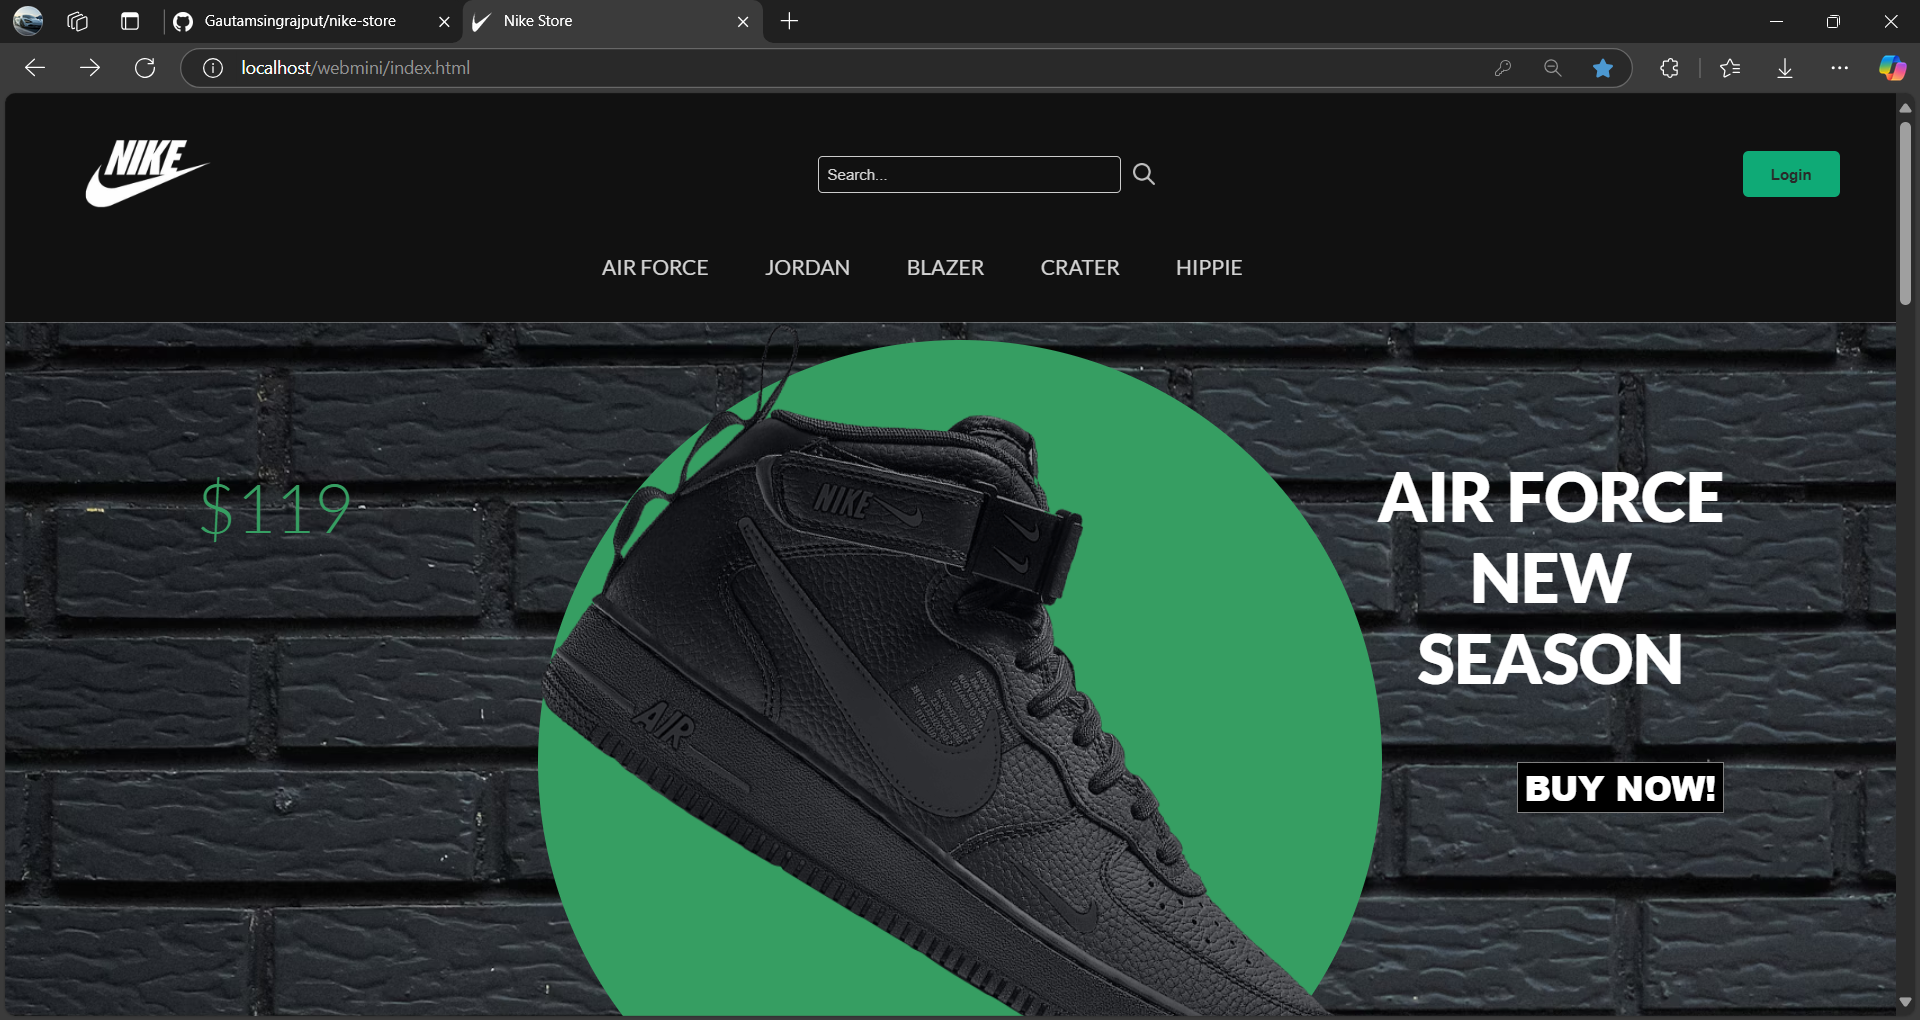 Gautamsingrajput/nike-store
Nike Store
localhost/webmini/index.html
NIKE
Search...
Login
AIR FORCE JORDAN BLAZER CRATER HIPPIE
$119
NIKE
AIR
AIR FORCE
NEW
SEASON
BUY NOW!